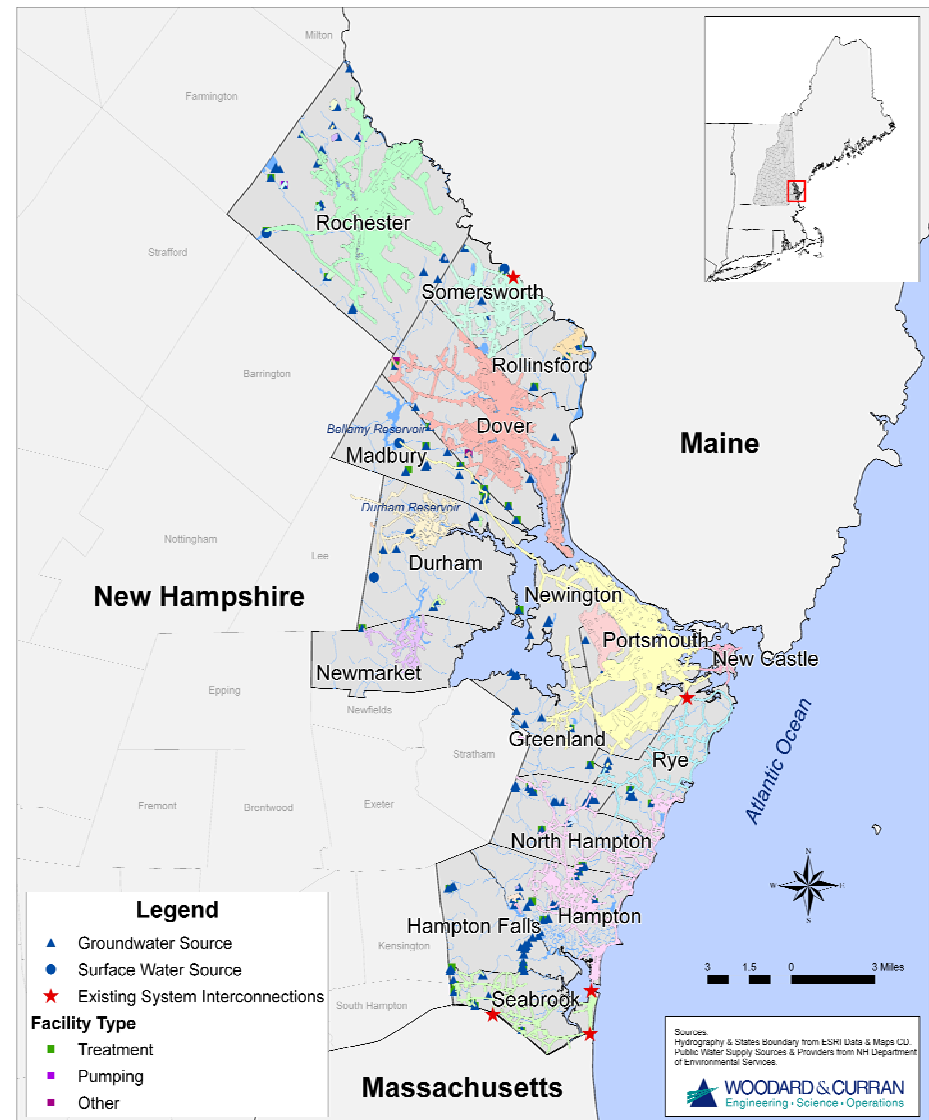 Milton
Farmington
Rochester
Strafford
Somersworth
Rollinsford
Barrington
Dover
Bellamy Reservoir
Madbury
Maine
Durham Reservoir
Nottingham
Lee
Durham
New Hampshire
Newington
Portsmouth
New Castle
Newmarket
Epping
Newfields
Greenland
Stratham
Rye
Atlantic Ocean
Fremont
Brentwood
Exeter
North Hampton
N
W
E
S
Hampton Falls
Hampton
Kensington
Seabrook
South Hampton
Massachusetts
Legend
Groundwater Source
Surface Water Source
Existing System Interconnections
Facility Type
Treatment
Pumping
Other
3 1.5 0 3 Miles
Sources:
Hydrography & States Boundary from ESRI Data & Maps CD.
Public Water Supply Sources & Providers from NH Department
of Environmental Services.
WOODARD & CURRAN
Engineering · Science · Operations